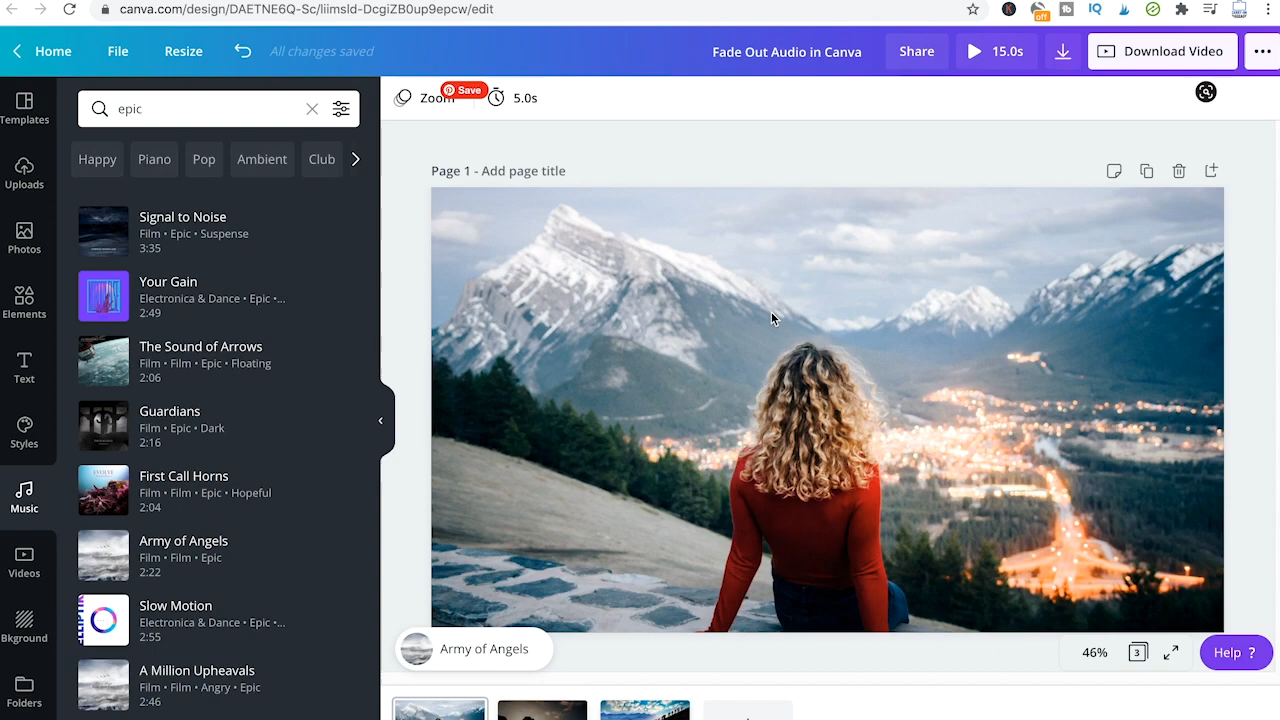 canva.com/design/DAETNE6Q-Sc/liimsId-DcgiZB0up9epcw/edit
off
IQ
Home
File
Resize
All changes saved
Fade Out Audio in Canva
Share
15.0s
Download Video
Templates
Uploads
Photos
Elements
Text
Styles
Music
Videos
Bkground
Folders
epic
Happy
Piano
Pop
Ambient
Club
Signal to Noise
Film • Epic • Suspense
3:35
Your Gain
Electronica & Dance • Epic •...
2:49
The Sound of Arrows
Film • Film • Epic • Floating
2:06
Guardians
Film • Epic • Dark
2:16
First Call Horns
Film • Film • Epic • Hopeful
2:04
Army of Angels
Film • Film • Epic
2:22
Slow Motion
Electronica & Dance • Epic •...
2:55
A Million Upheavals
Film • Film • Angry • Epic
2:46
Zoom
Save
5.0s
Page 1 - Add page title
Army of Angels
46%
3
Help ?